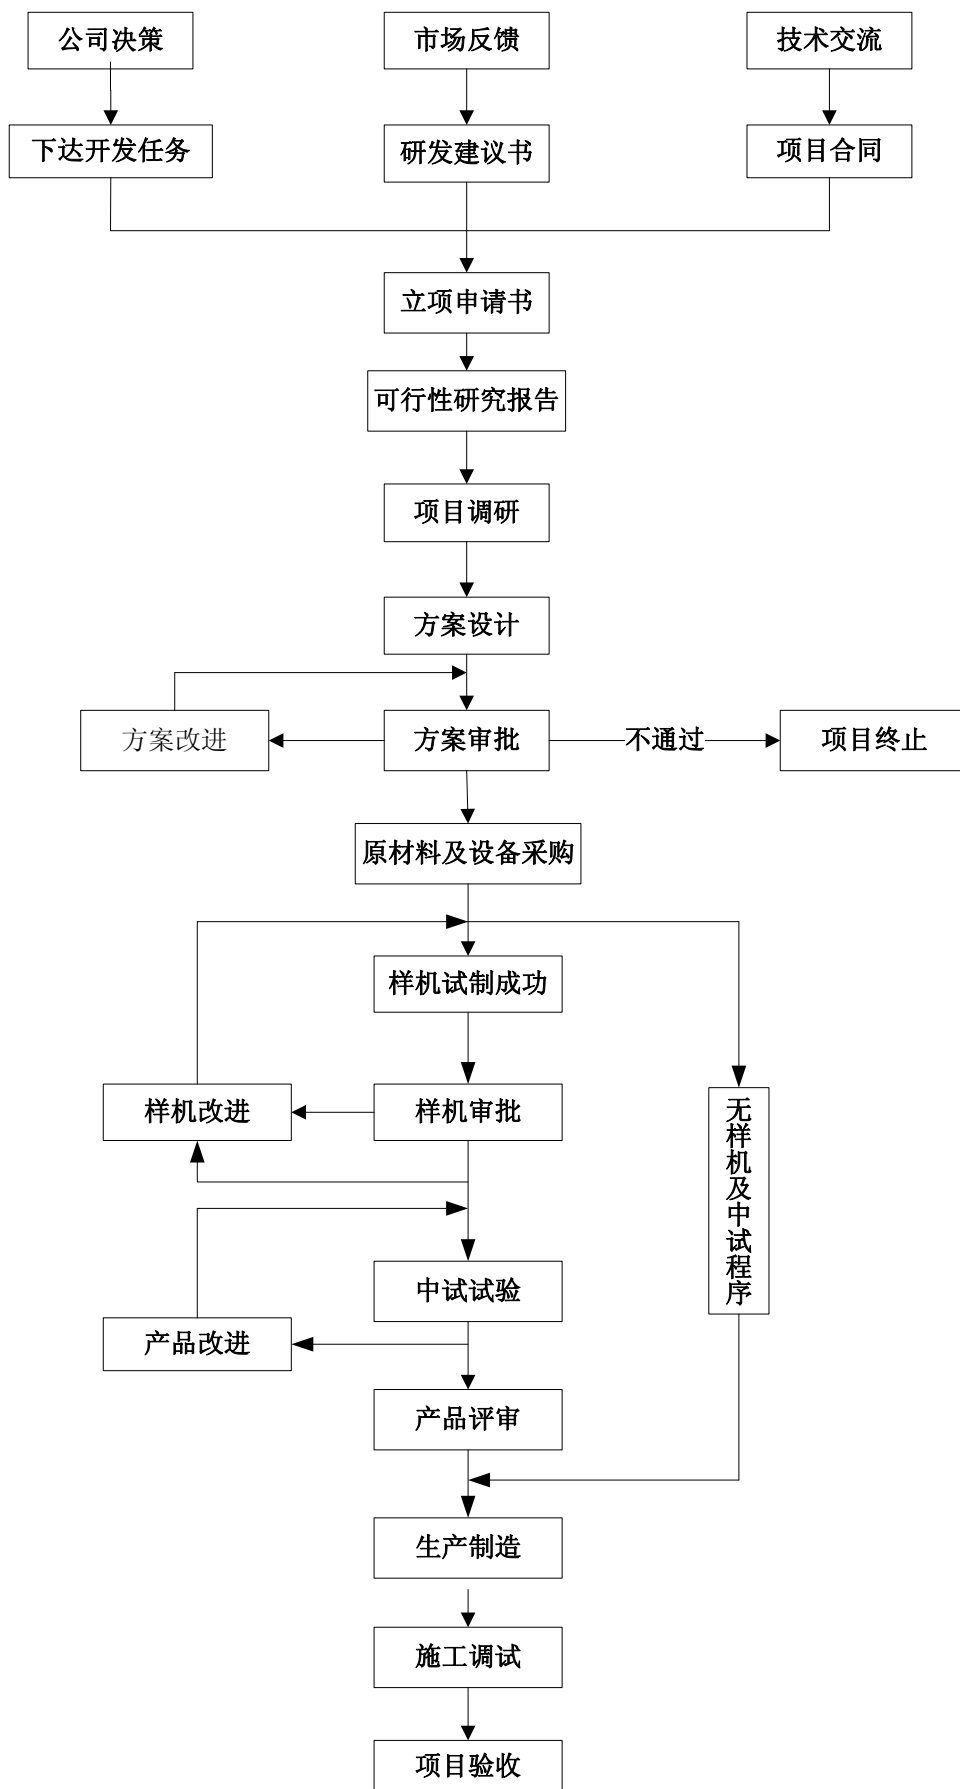 公司决策
市场反馈
技术交流
下达开发任务
研发建议书
项目合同
立项申请书
可行性研究报告
项目调研
方案设计
方案改进
方案审批
不通过
项目终止
原材料及设备采购
样机试制成功
样机改进
样机审批
无样机及中试程序
中试试验
产品改进
产品评审
生产制造
施工调试
项目验收